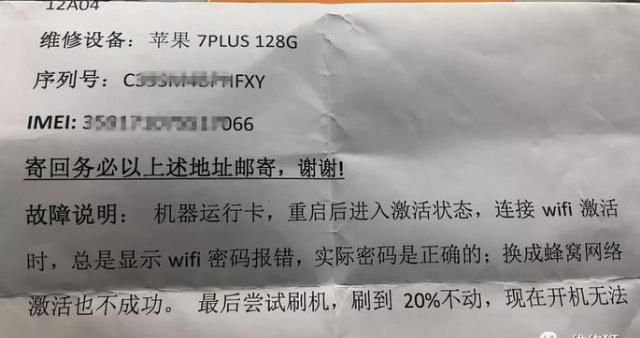 12A04
维修设备：苹果 7PLUS 128G
序列号：C HFXY
IMEI: 3 066
寄回务必以上述地址邮寄，谢谢!
故障说明： 机器运行卡，重启后进入激活状态，连接 wifi 激活
时，总是显示 wifi 密码报错，实际密码是正确的；换成蜂窝网络
激活也不成功。 最后尝试刷机，刷到 20%不动，现在开机无法